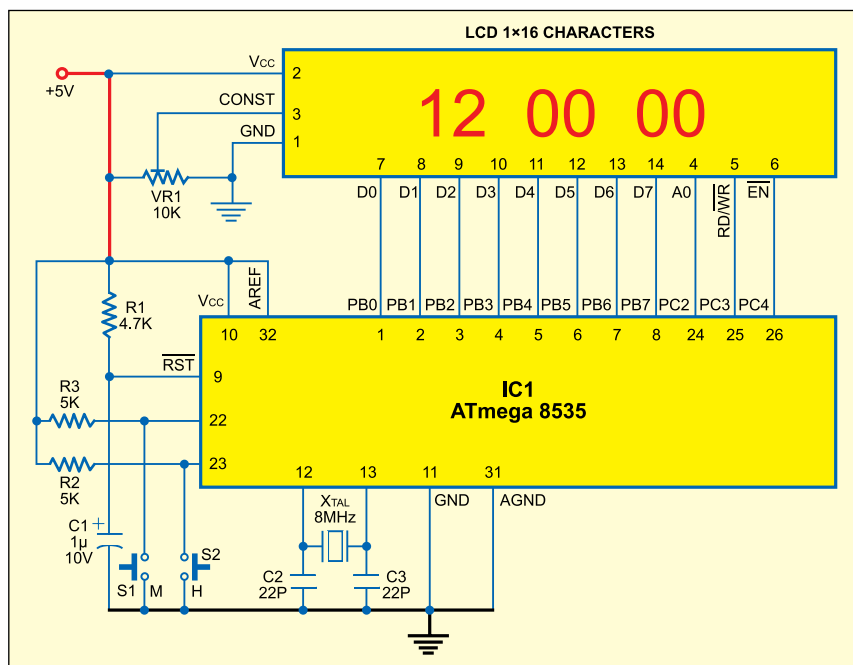 LCD 1×16 CHARACTERS
+5V
VCC
2
CONST
3
GND
1
12 00 00
7 8 9 10 11 12 13 14 4 5 6
D0 D1 D2 D3 D4 D5 D6 D7 A0 RD/WR EN
VR1
10K
R1
4.7K
VCC
AREF
PB0 PB1 PB2 PB3 PB4 PB5 PB6 PB7 PC2 PC3 PC4
10 32 1 2 3 4 5 6 7 8 24 25 26
RST
9
IC1
ATmega 8535
R3
5K
22
23
R2
5K
12 13 11 31
XTAL
8MHz
GND
AGND
C1
+
1µ
10V
S1
M
S2
H
C2
22P
C3
22P